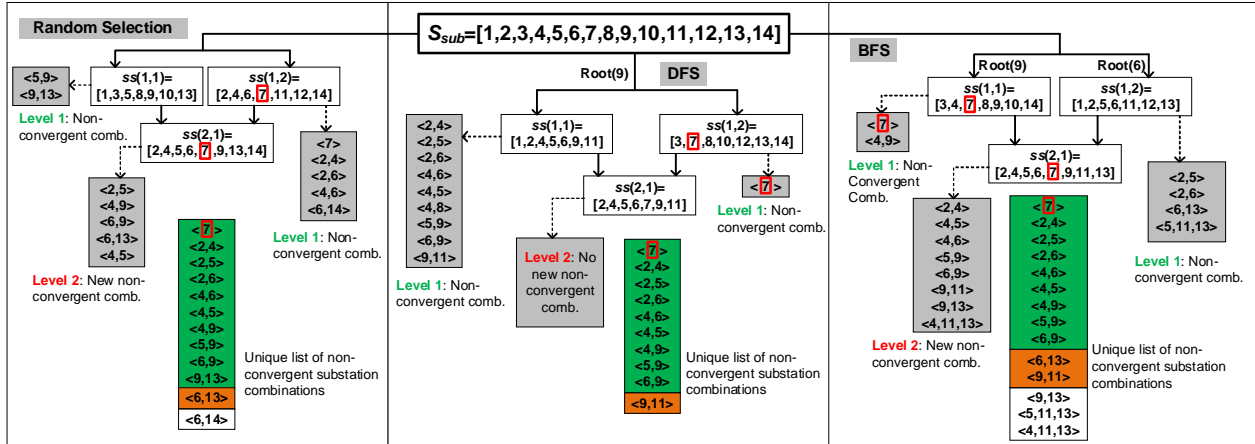 S_sub=[1,2,3,4,5,6,7,8,9,10,11,12,13,14]
Random Selection
<5,9>
<9,13>
Level 1: Non-
convergent comb.
ss(1,1)=
[1,3,5,8,9,10,13]
ss(1,2)=
[2,4,6,7,11,12,14]
ss(2,1)=
[2,4,5,6,7,9,13,14]
<2,5>
<4,9>
<6,9>
<6,13>
<4,5>
Level 2: New non-
convergent comb.
<7>
<2,4>
<2,6>
<4,6>
<6,14>
Level 1: Non-
convergent comb.
<7>
<2,4>
<2,5>
<2,6>
<4,6>
<4,5>
<4,9>
<5,9>
<6,9>
<9,13>
<6,13>
<6,14>
Unique list of non-
convergent substation
combinations
Root(9)
DFS
ss(1,1)=
[1,2,4,5,6,9,11]
ss(1,2)=
[3,7,8,10,12,13,14]
ss(2,1)=
[2,4,5,6,7,9,11]
<2,4>
<2,5>
<2,6>
<4,6>
<4,5>
<4,8>
<5,9>
<6,9>
<9,11>
Level 1: Non-
convergent comb.
Level 2: No
new non-
convergent
comb.
<7>
Level 1: Non-
convergent comb.
<7>
<2,4>
<2,5>
<2,6>
<4,6>
<4,5>
<4,9>
<5,9>
<6,9>
<9,11>
Unique list of non-
convergent substation
combinations
BFS
Root(9)
Root(6)
ss(1,1)=
[3,4,7,8,9,10,14]
ss(1,2)=
[1,2,5,6,11,12,13]
<7>
<4,9>
Level 1: Non-
Convergent
Comb.
ss(2,1)=
[2,4,5,6,7,9,11,13]
<2,4>
<4,5>
<4,6>
<5,9>
<6,9>
<9,11>
<9,13>
<4,11,13>
Level 2: New non-
convergent comb.
<2,5>
<2,6>
<6,13>
<5,11,13>
Level 1: Non-
convergent comb.
<7>
<2,4>
<2,5>
<2,6>
<4,6>
<4,5>
<4,9>
<5,9>
<6,9>
<6,13>
<9,11>
<9,13>
<5,11,13>
<4,11,13>
Unique list of non-
convergent substation
combinations